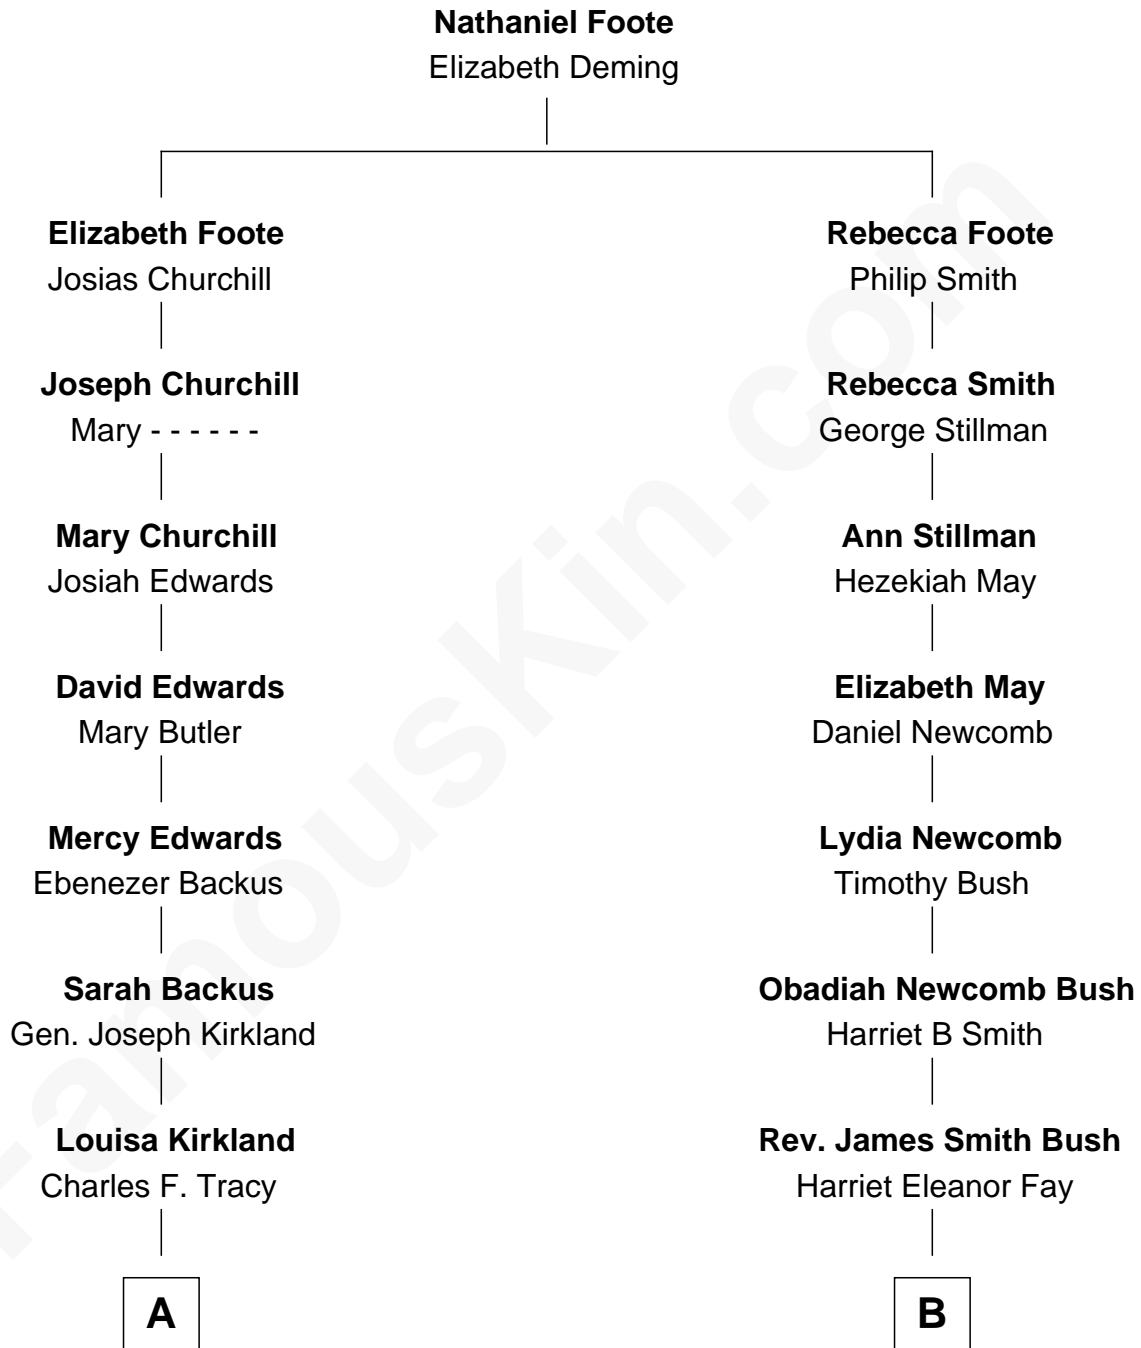 Nathaniel Foote
Elizabeth Deming
Elizabeth Foote
Josias Churchill
Rebecca Foote
Philip Smith
Joseph Churchill
Mary - - - - - -
Rebecca Smith
George Stillman
Mary Churchill
Josiah Edwards
Ann Stillman
Hezekiah May
David Edwards
Mary Butler
Elizabeth May
Daniel Newcomb
Mercy Edwards
Ebenezer Backus
Lydia Newcomb
Timothy Bush
Sarah Backus
Gen. Joseph Kirkland
Obadiah Newcomb Bush
Harriet B Smith
Louisa Kirkland
Charles F. Tracy
Rev. James Smith Bush
Harriet Eleanor Fay
A
B
FamousKin.com